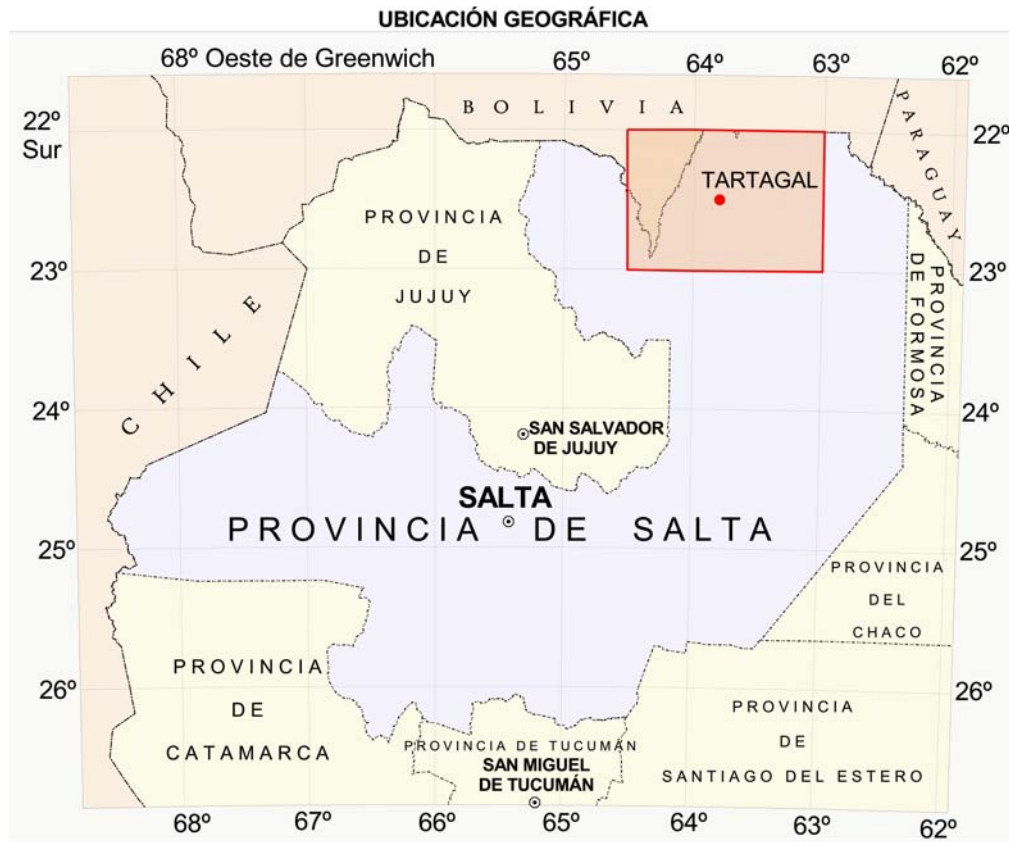 UBICACIÓN GEOGRÁFICA
68º Oeste de Greenwich
65º
64º
63º
62º
BOLIVIA
PARAGUAY
22º
Sur
22º
TARTAGAL
PROVINCIA
DE
JUJUY
23º
23º
PROVINCIA
DE FORMOSA
CHILE
24º
24º
SAN SALVADOR
DE JUJUY
SALTA
PROVINCIA DE SALTA
25º
25º
PROVINCIA
DEL
CHACO
PROVINCIA
DE
CATAMARCA
26º
26º
PROVINCIA
DE
SANTIAGO DEL ESTERO
PROVINCIA DE TUCUMÁN
SAN MIGUEL
DE TUCUMÁN
68º
67º
66º
65º
64º
63º
62º